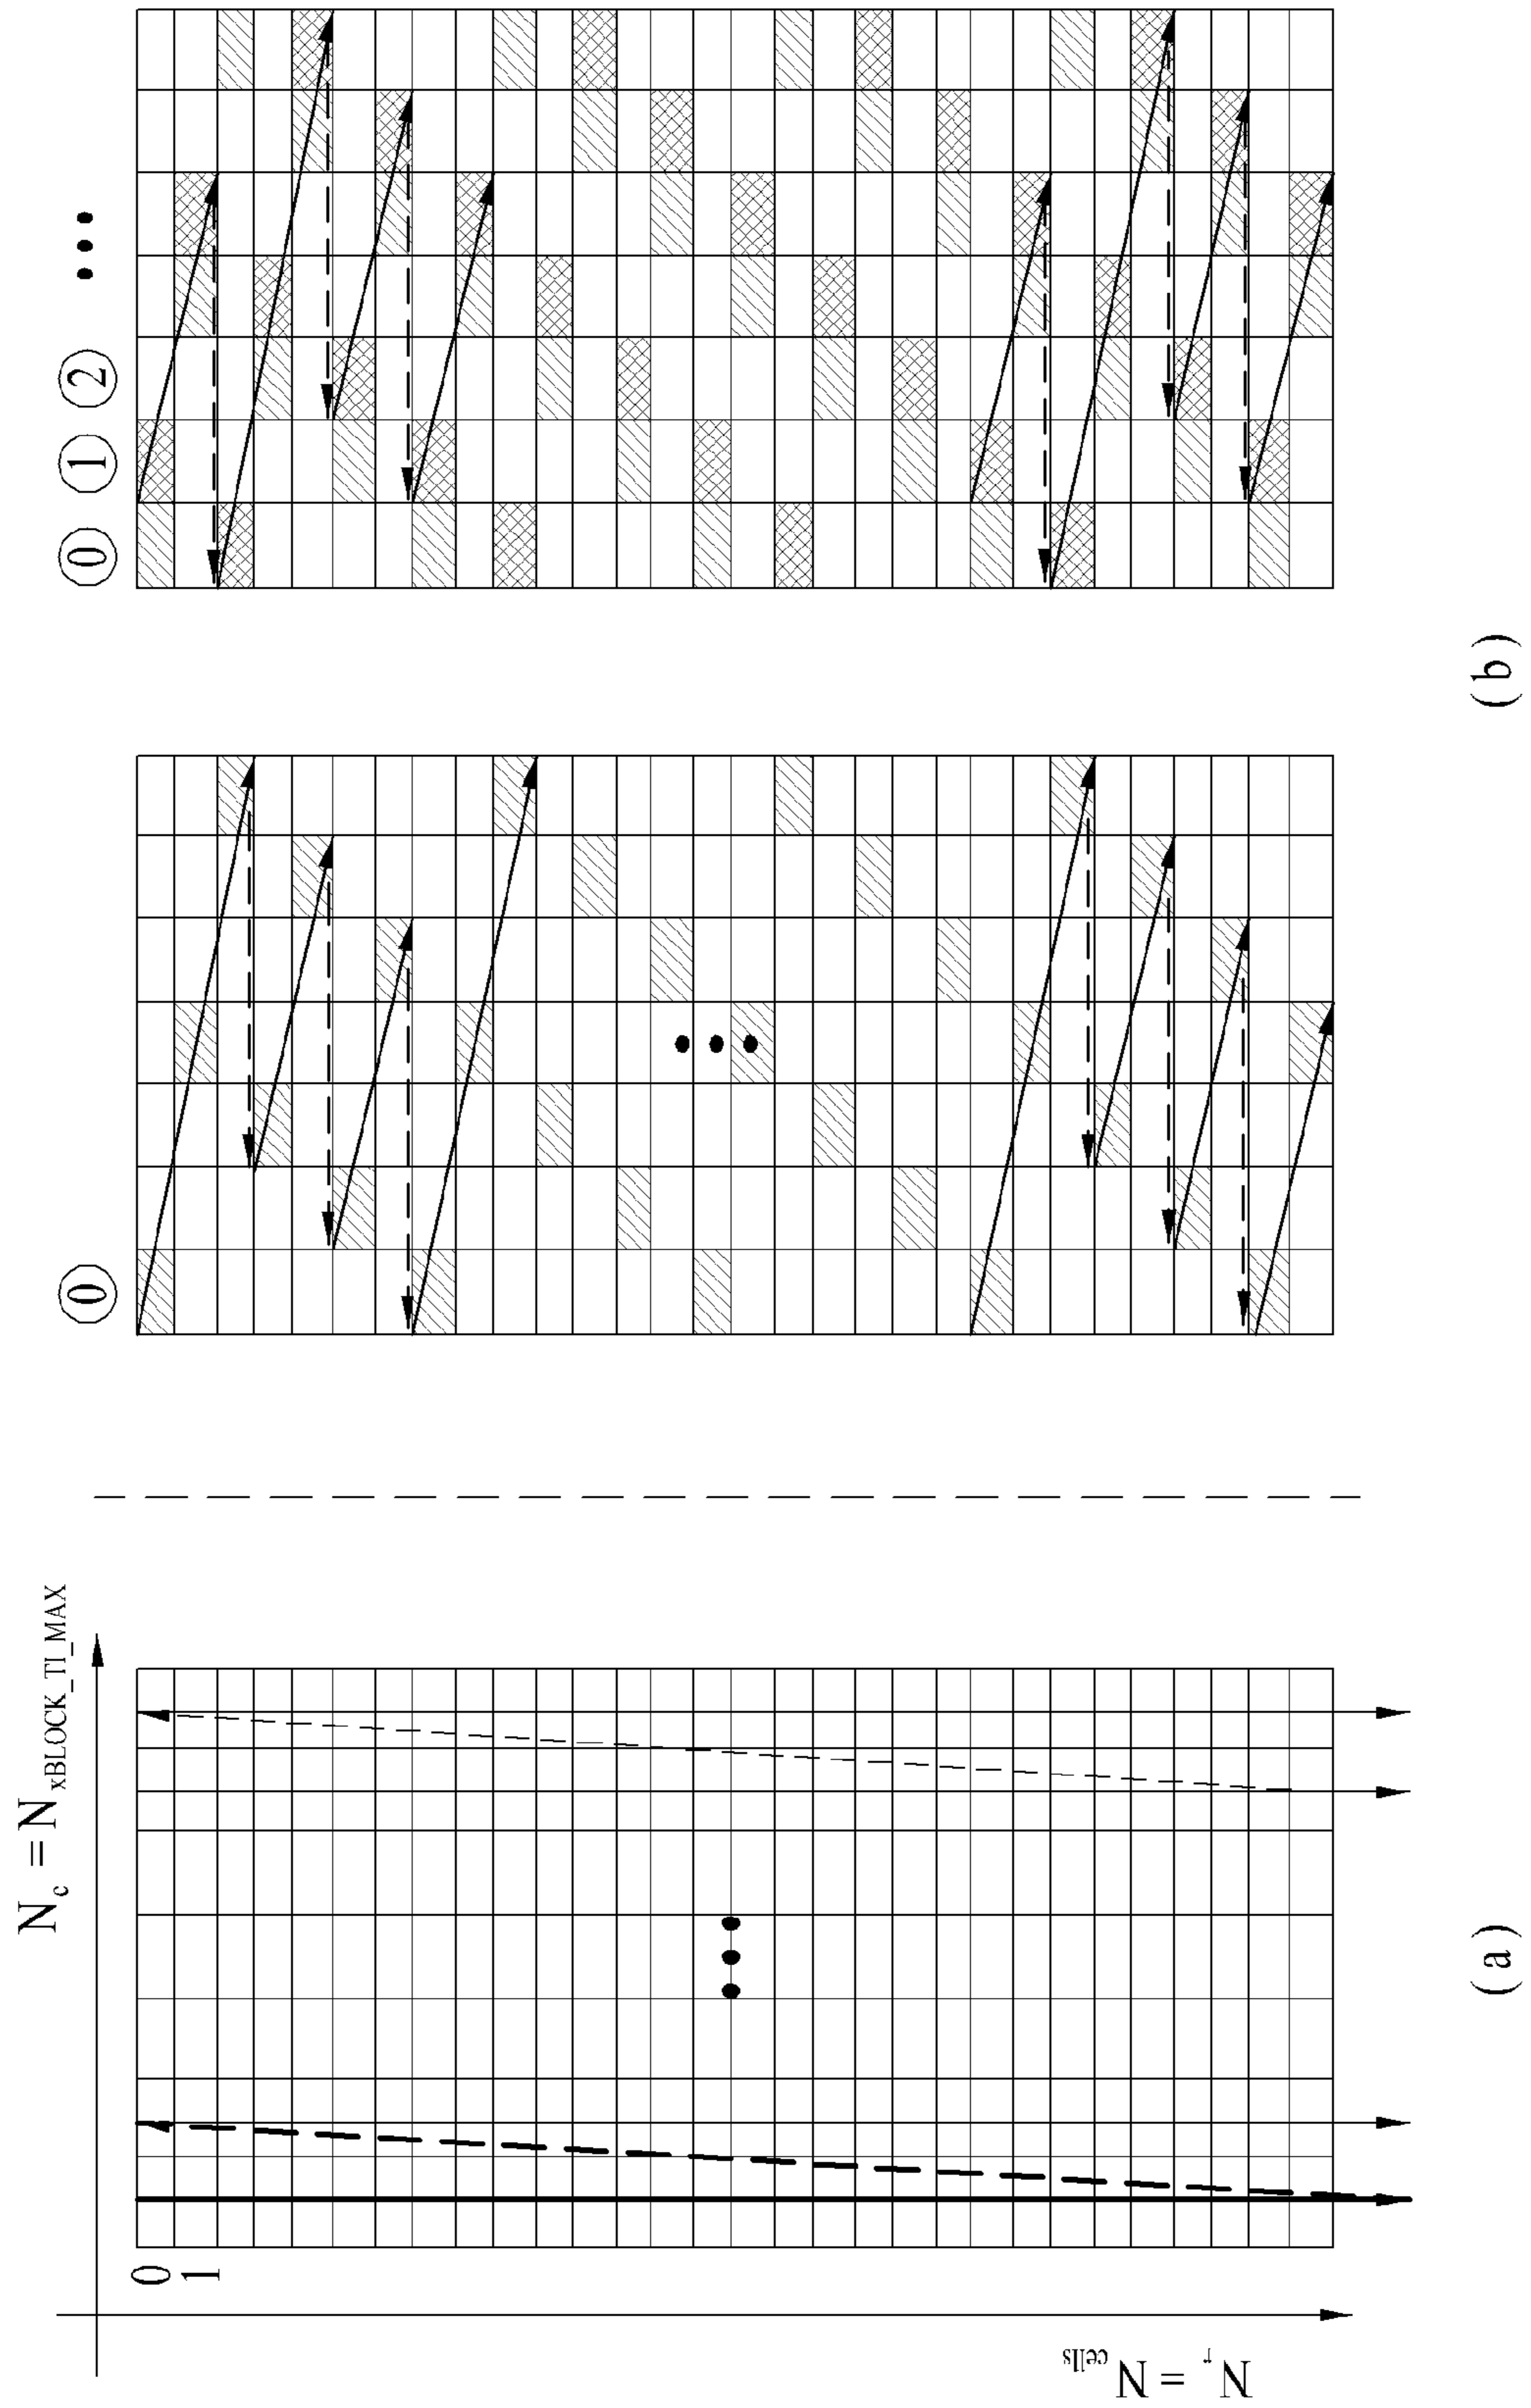 N_c = N_xBLOCK_TI_MAX
0
1
N_r = N_cells
(a)
⓪
⓪ ① ② •••
(b)